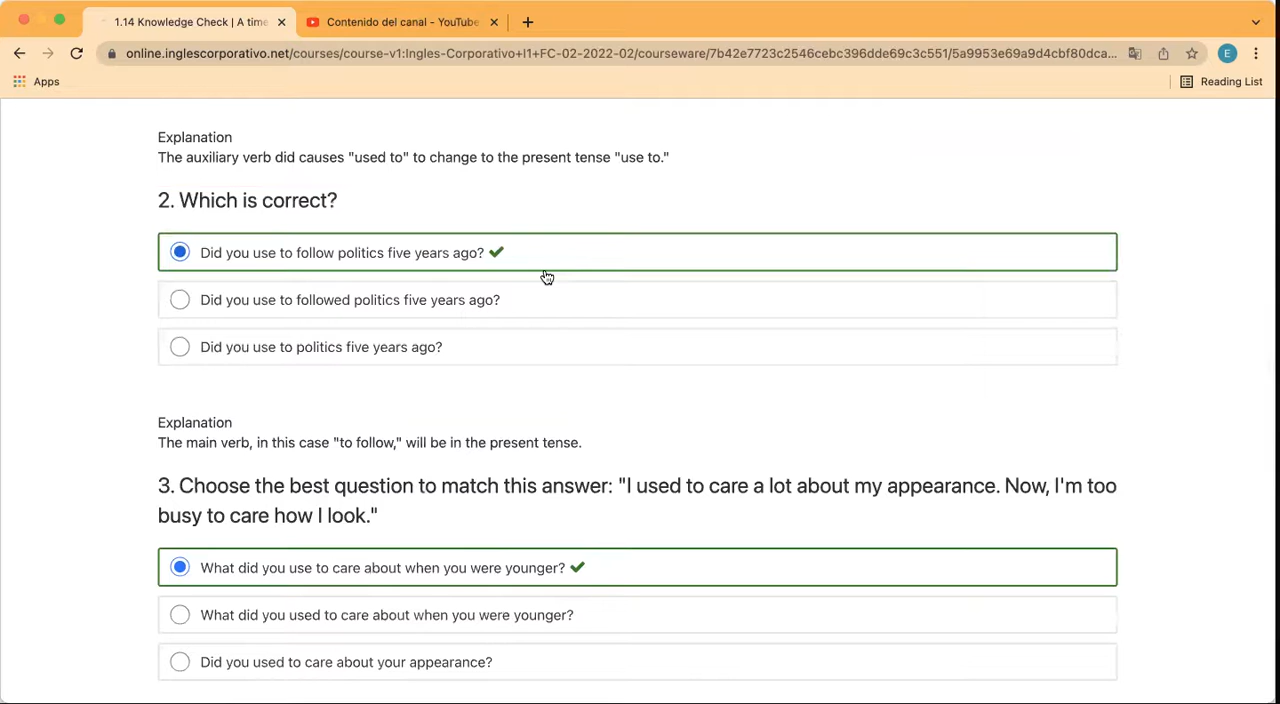 1.14 Knowledge Check | A time
Contenido del canal - YouTube
online.inglescorporativo.net/courses/course-v1:Ingles-Corporativo+I1+FC-02-2022-02/courseware/7b42e7723c2546cebc396dde69c3c551/5a9953e69a9d4cbf80dca...
E
Apps
Reading List
Explanation
The auxiliary verb did causes "used to" to change to the present tense "use to."
2. Which is correct?
Did you use to follow politics five years ago?
Did you use to followed politics five years ago?
Did you use to politics five years ago?
Explanation
The main verb, in this case "to follow," will be in the present tense.
3. Choose the best question to match this answer: "I used to care a lot about my appearance. Now, I'm too
busy to care how I look."
What did you use to care about when you were younger?
What did you used to care about when you were younger?
Did you used to care about your appearance?